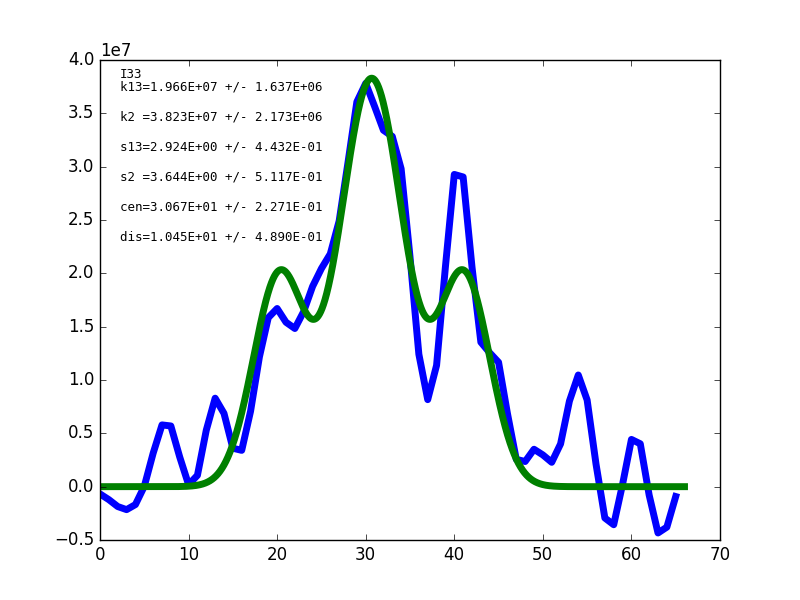 1e7
4.0
I33
k13=1.966E+07 +/- 1.637E+06
3.5
k2 =3.823E+07 +/- 2.173E+06
s13=2.924E+00 +/- 4.432E-01
3.0
s2 =3.644E+00 +/- 5.117E-01
cen=3.067E+01 +/- 2.271E-01
2.5
dis=1.045E+01 +/- 4.890E-01
2.0
1.5
1.0
0.5
0.0
−0.5
0 10 20 30 40 50 60 70